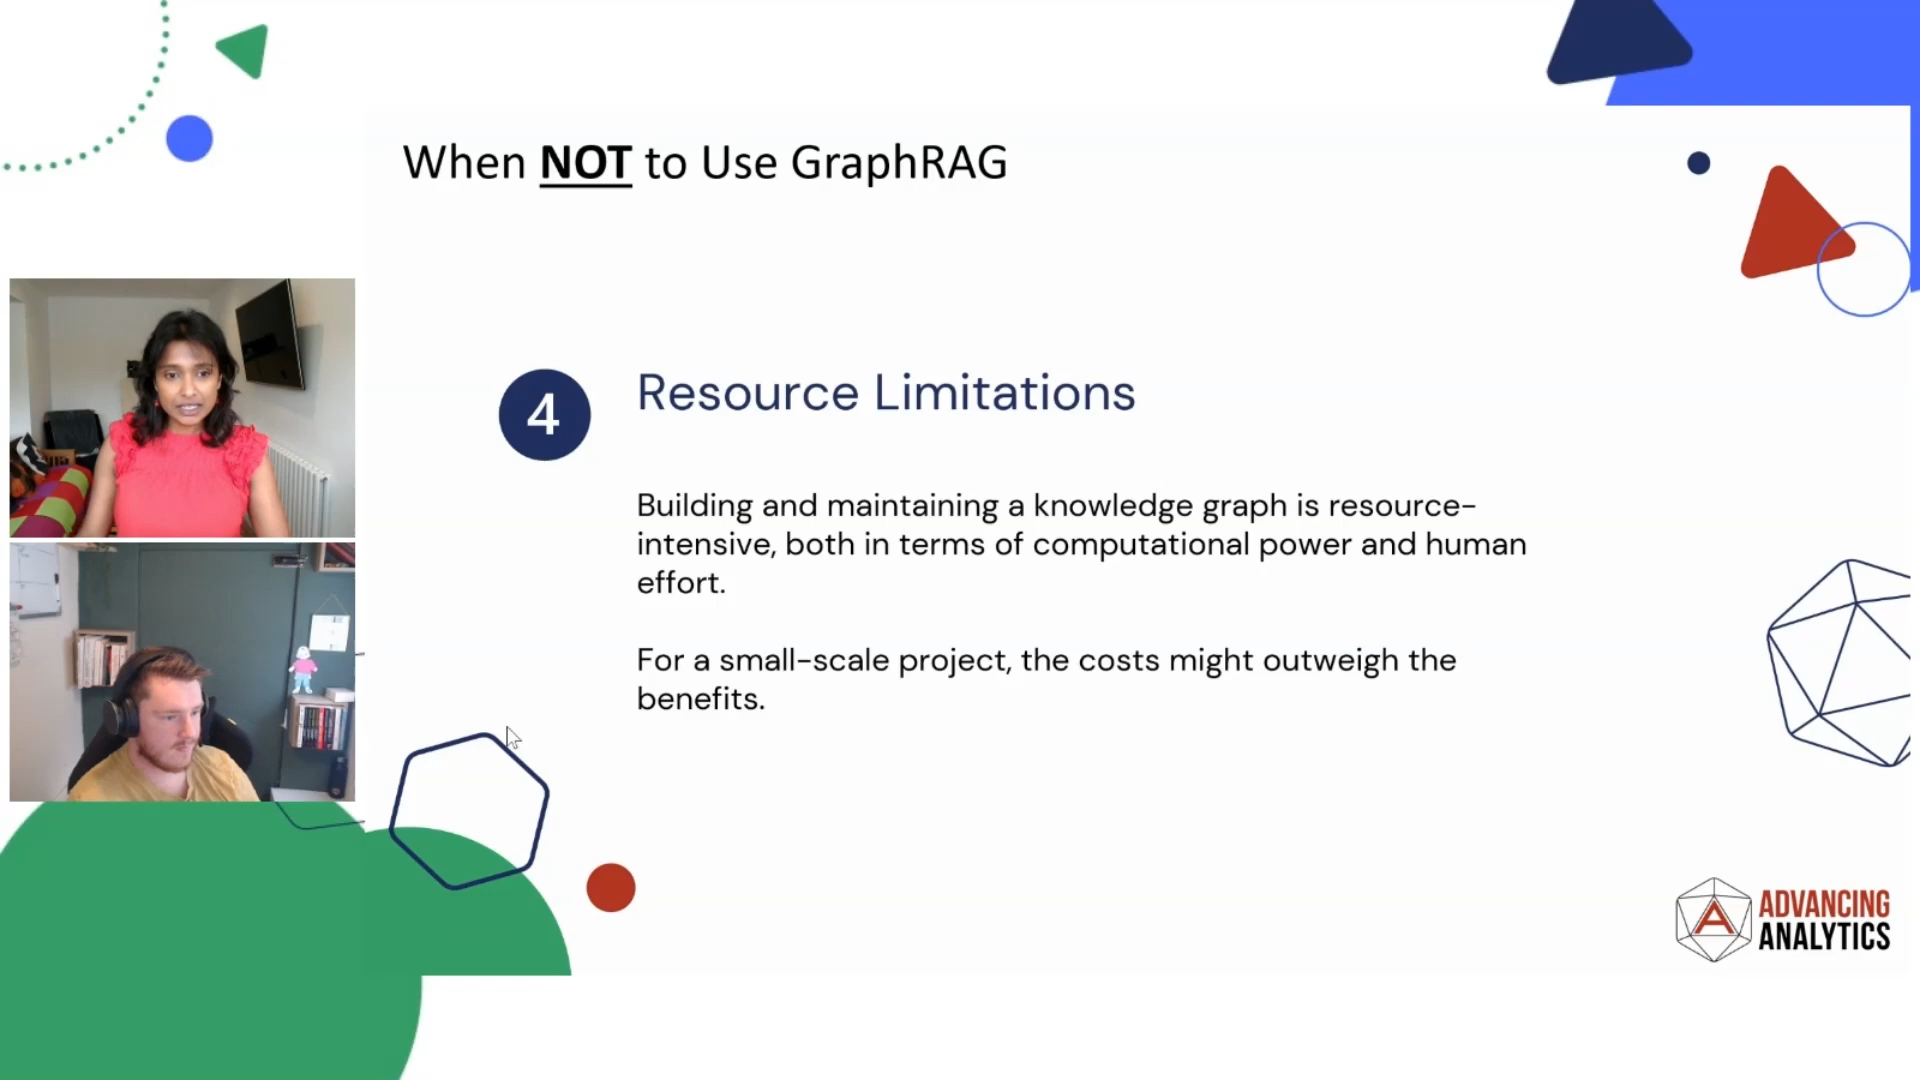 When NOT to Use GraphRAG
4
Resource Limitations
Building and maintaining a knowledge graph is resource-
intensive, both in terms of computational power and human
effort.
For a small-scale project, the costs might outweigh the
benefits.
A
ADVANCING
ANALYTICS